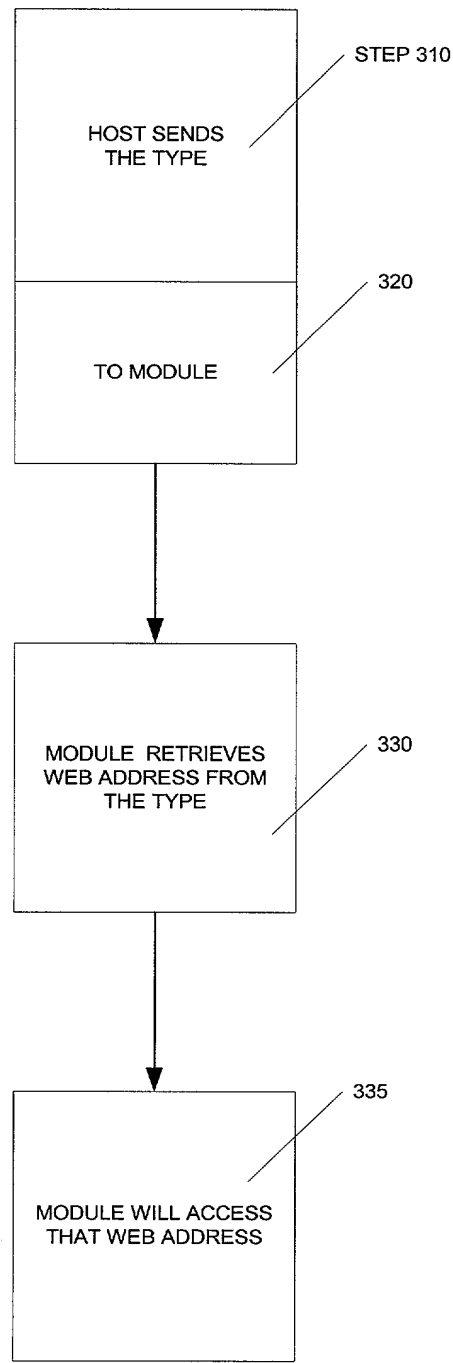 STEP 310
HOST SENDS
THE TYPE
320
TO MODULE
330
MODULE RETRIEVES
WEB ADDRESS FROM
THE TYPE
335
MODULE WILL ACCESS
THAT WEB ADDRESS